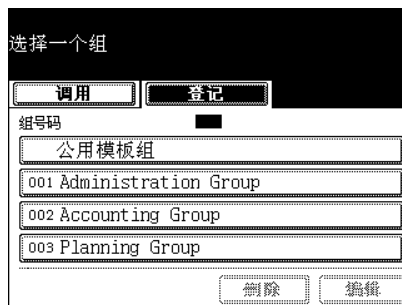 选择一个组
调用 登记
组号码
公用模板组
001 Administration Group
002 Accounting Group
003 Planning Group
删除 编辑